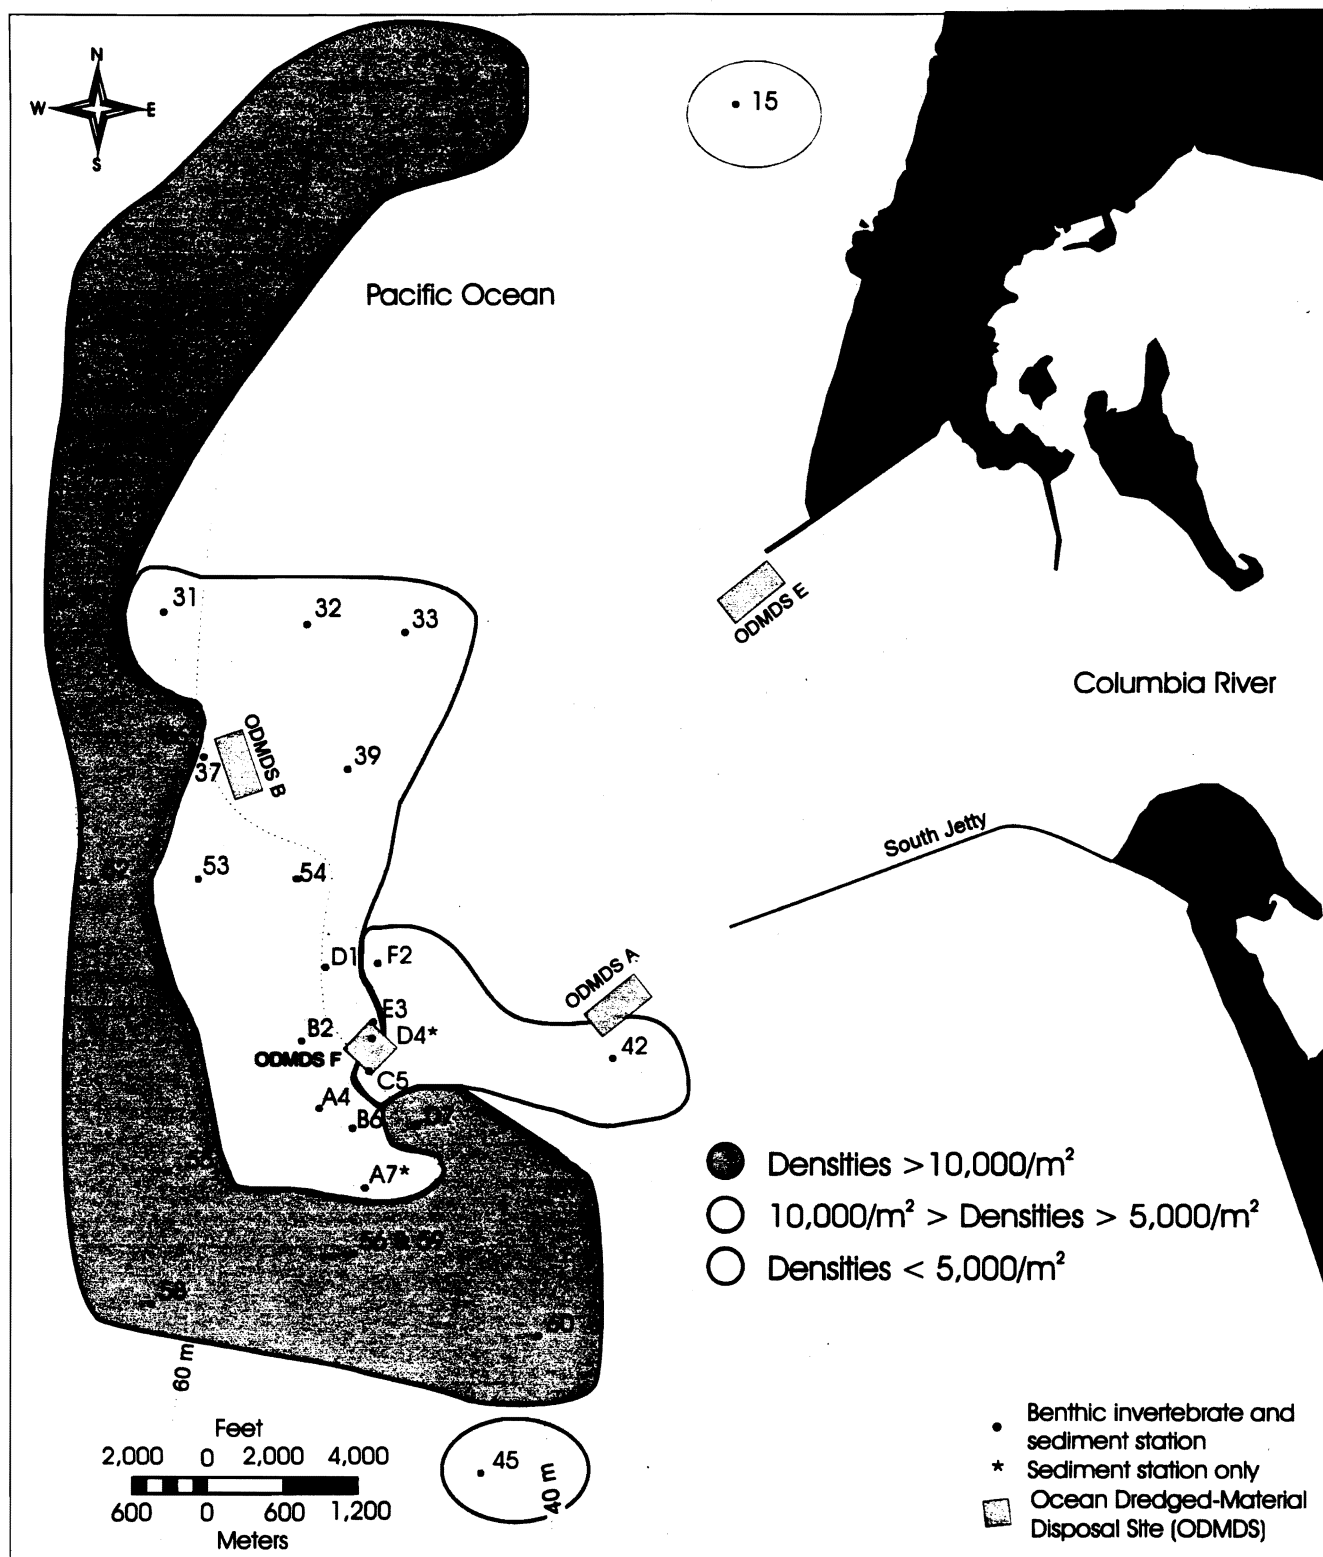 N
W E
S
15
Pacific Ocean
31
32
33
ODMDS E
Columbia River
ODMDS B
37
39
South Jetty
53
54
D1
F2
ODMDS A
E3
B2
D4*
ODMDS F
42
C5
A4
B6
A7*
56
58
60
Densities >10,000/m²
10,000/m² > Densities > 5,000/m²
Densities < 5,000/m²
60 m
Feet
2,000 0 2,000 4,000
600 0 600 1,200
Meters
45
40 m
Benthic invertebrate and
sediment station
* Sediment station only
Ocean Dredged-Material
Disposal Site (ODMDS)